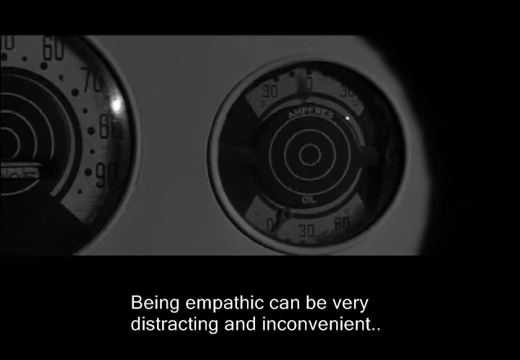 60
70
80
90
30 0 30
AMPERES
OIL
0 30 60
Being empathic can be very
distracting and inconvenient..